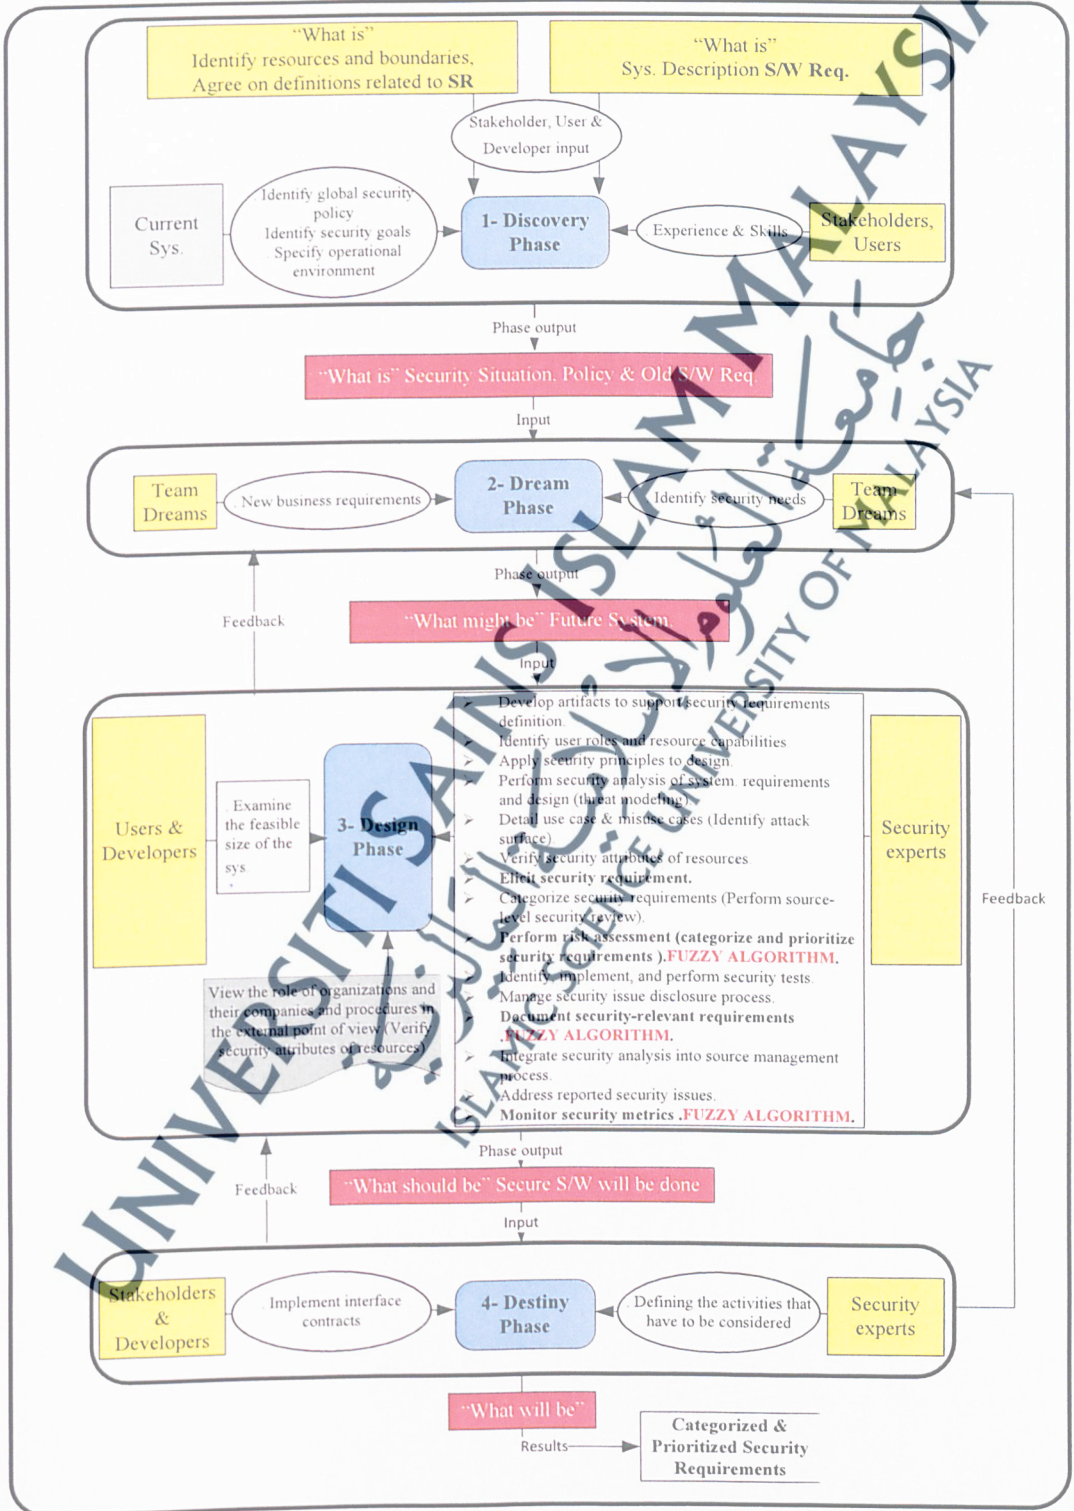 “What is”
Identify resources and boundaries,
Agree on definitions related to SR
“What is”
Sys. Description S/W Req.
Stakeholder, User &
Developer input
Current
Sys.
. Identify global security
policy
. Identify security goals
. Specify operational
environment
1- Discovery
Phase
. Experience & Skills
Stakeholders,
Users
Phase output
“What is” Security Situation, Policy & Old S/W Req.
Input
Team
Dreams
. New business requirements
2- Dream
Phase
. Identify security needs
Team
Dreams
Phase output
Feedback
“What might be” Future System.
Input
Users &
Developers
. Examine
the feasible
size of the
sys
.
3- Design
Phase
➤ Develop artifacts to support security requirements
definition.
➤ Identify user roles and resource capabilities
➤ Apply security principles to design.
➤ Perform security analysis of system. requirements
and design (threat modeling).
➤ Detail use case & misuse cases (Identify attack
surface)
➤ Verify security attributes of resources
➤ Elicit security requirement.
➤ Categorize security requirements (Perform source-
level security review).
➤ Perform risk assessment (categorize and prioritize
security requirements ).FUZZY ALGORITHM.
➤ Identify, implement, and perform security tests.
➤ Manage security issue disclosure process.
➤ Document security-relevant requirements
.FUZZY ALGORITHM.
➤ Integrate security analysis into source management
process.
➤ Address reported security issues.
Monitor security metrics .FUZZY ALGORITHM.
Security
experts
Feedback
View the role of organizations and
their companies and procedures in
the external point of view (Verify
security attributes of resources)
Phase output
Feedback
“What should be” Secure S/W will be done
Input
Stakeholders
&
Developers
. Implement interface
contracts
4- Destiny
Phase
. Defining the activities that
have to be considered
Security
experts
“What will be”
Results
Categorized &
Prioritized Security
Requirements
UNIVERSITI SAINS ISLAM MALAYSIA
جامعة العلوم الإسلامية الماليزية
ISLAMIC SCIENCE UNIVERSITY OF MALAYSIA